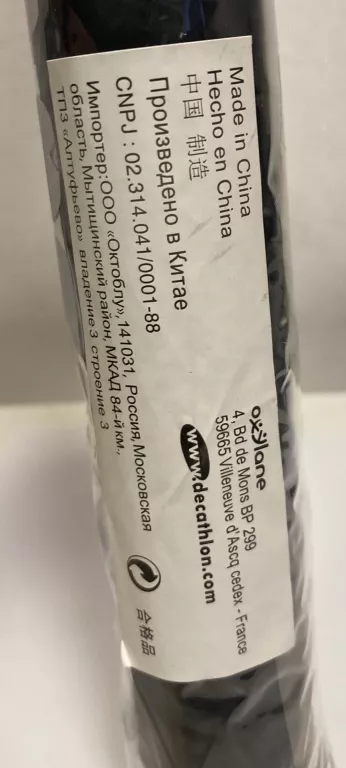 Made in China
Hecho en China
中国 制造
Произведено в Китае
CNPJ : 02.314.041/0001-88
Импортер:ООО «Октоблу», 141031, Россия, Московская
область, Мытищинский район, МКАД 84-й км.,
ТПЗ «Алтуфьево» владение 3 строение 3
oxylane
4, Bd de Mons BP 299
59665 Villeneuve d'Ascq cedex - France
www.decathlon.com
合格品